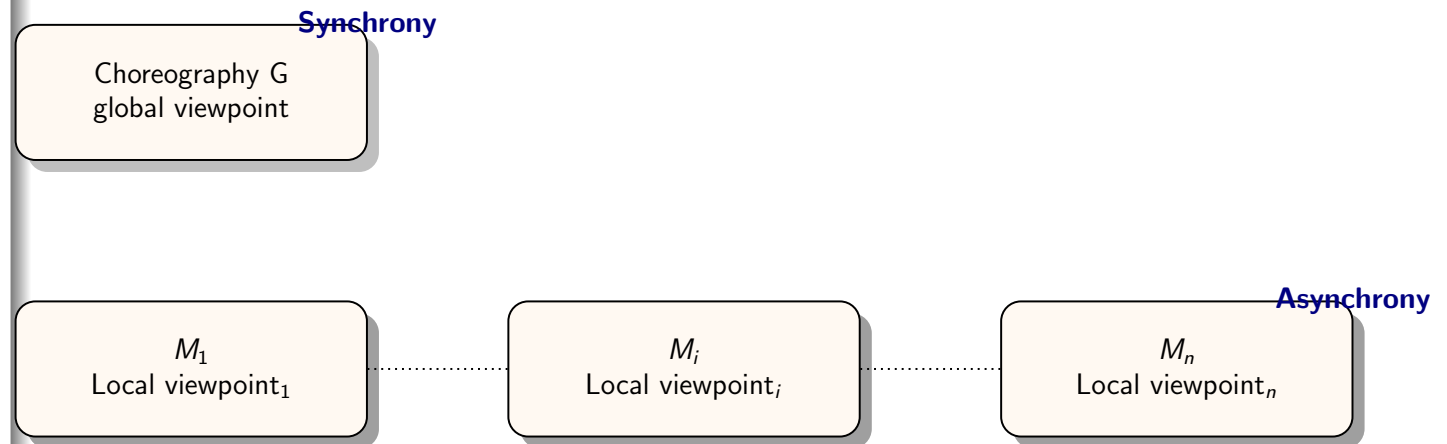 Synchrony
Choreography G
global viewpoint
Asynchrony
M₁
Local viewpoint₁
Mᵢ
Local viewpointᵢ
Mₙ
Local viewpointₙ